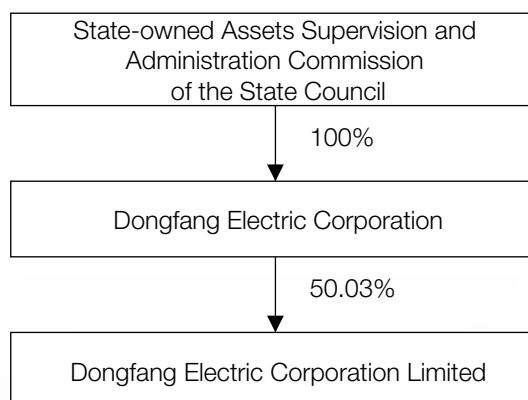 State-owned Assets Supervision and
Administration Commission
of the State Council
100%
Dongfang Electric Corporation
50.03%
Dongfang Electric Corporation Limited